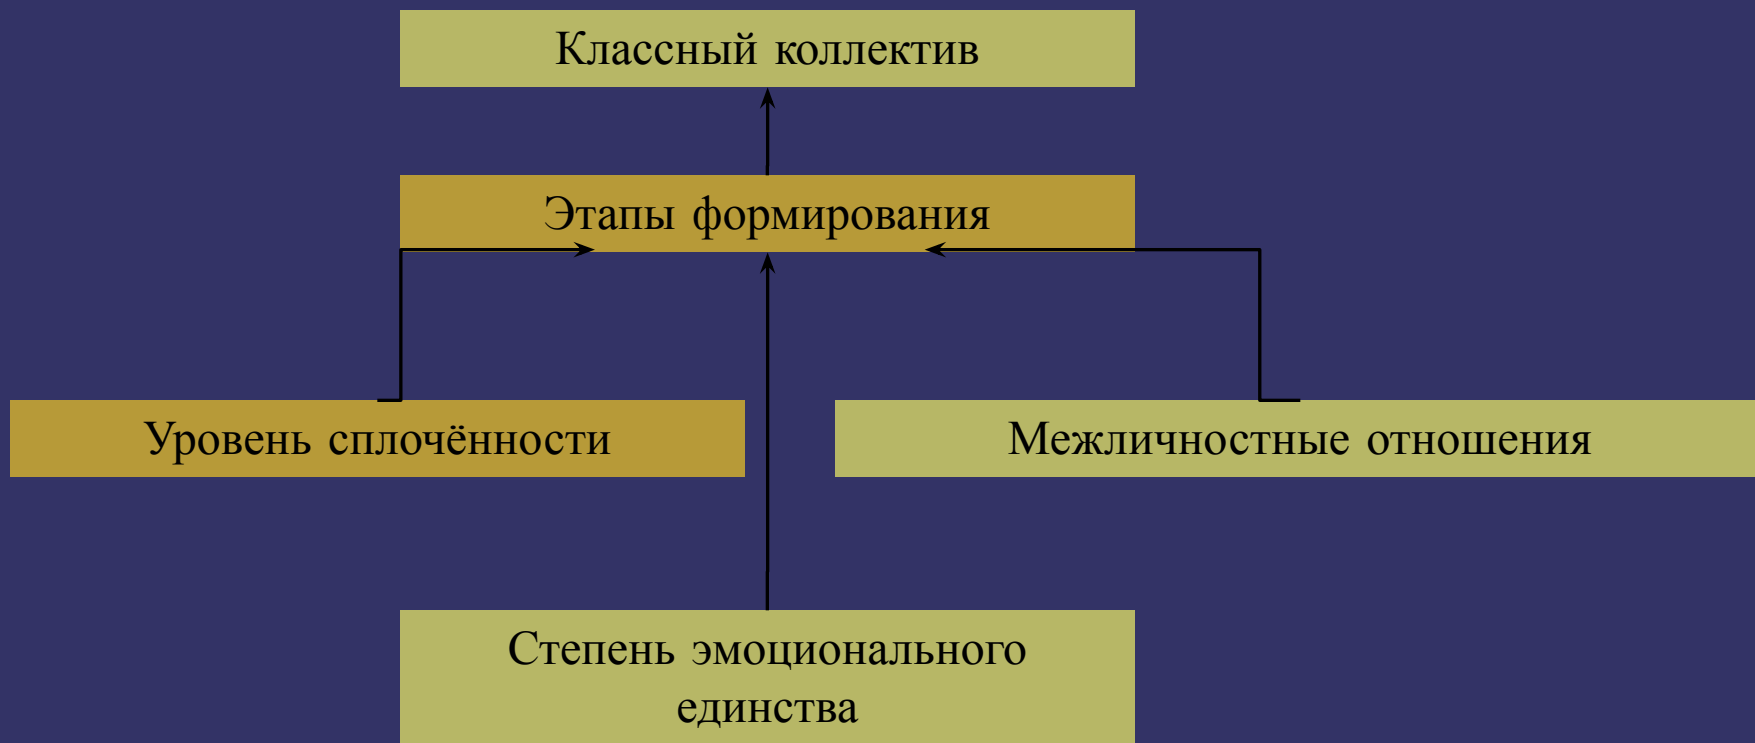 Классный коллектив
Этапы формирования
Уровень сплочённости
Межличностные отношения
Степень эмоционального
единства